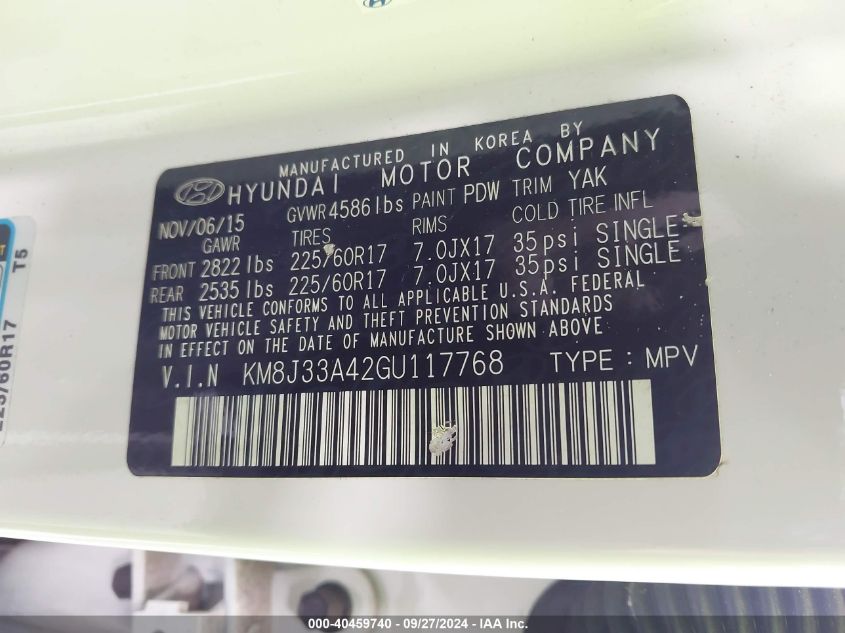 MANUFACTURED IN KOREA BY
HYUNDAI MOTOR COMPANY
NOV/06/15 GVWR 4586 lbs PAINT PDW TRIM YAK
GAWR TIRES RIMS COLD TIRE INFL
FRONT 2822 lbs 225/60R17 7.0JX17 35psi SINGLE
REAR 2535 lbs 225/60R17 7.0JX17 35psi SINGLE
THIS VEHICLE CONFORMS TO ALL APPLICABLE U.S.A. FEDERAL
MOTOR VEHICLE SAFETY AND THEFT PREVENTION STANDARDS
IN EFFECT ON THE DATE OF MANUFACTURE SHOWN ABOVE
V.I.N KM8J33A42GU117768 TYPE : MPV
T5
225/60R17
000-40459740 - 09/27/2024 - IAA Inc.